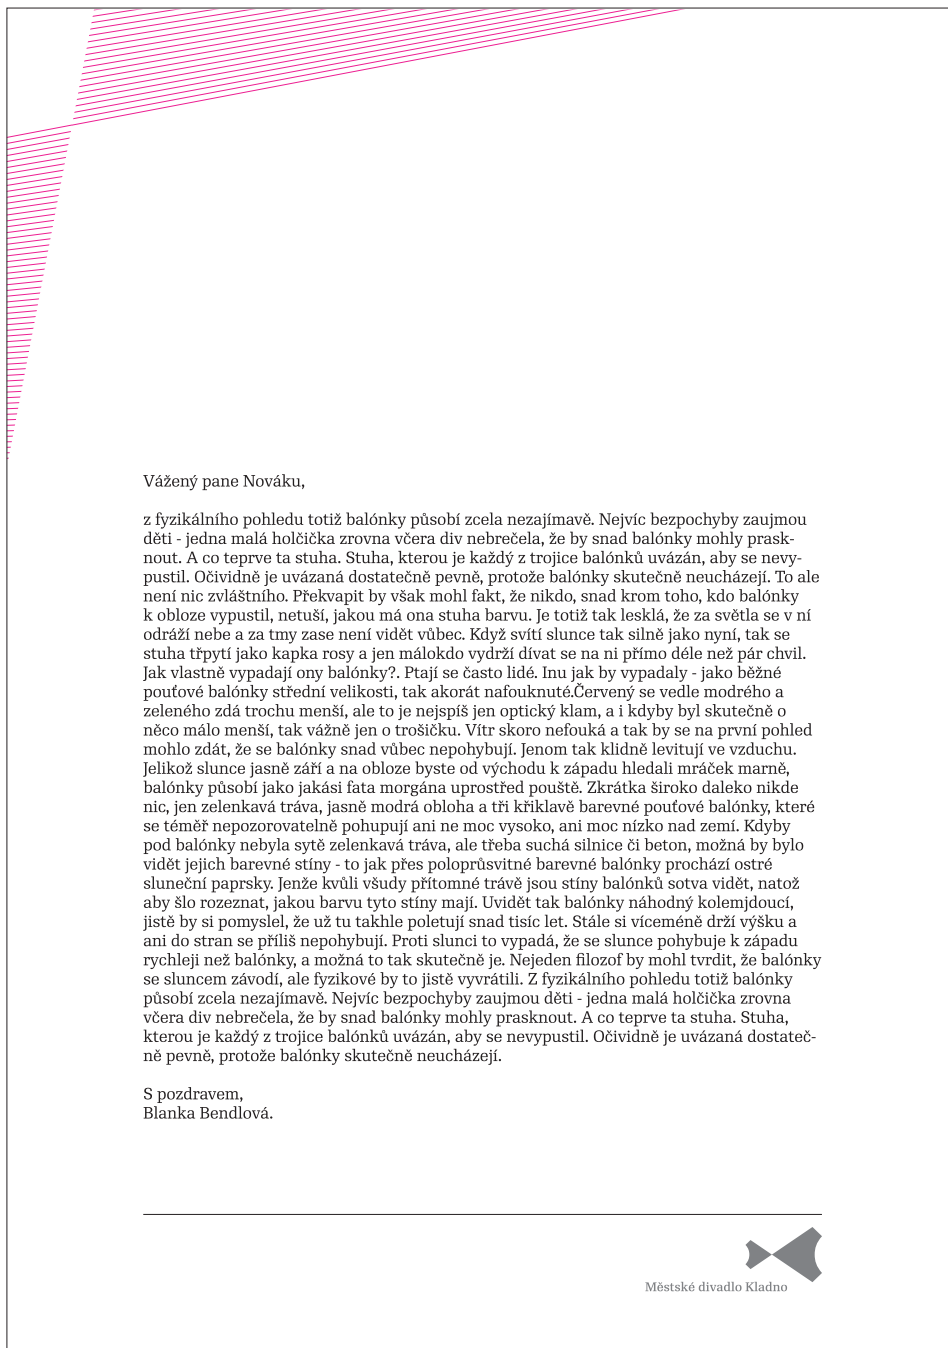 Vážený pane Nováku,
z fyzikálního pohledu totiž balónky působí zcela nezajímavě. Nejvíc bezpochyby zaujmou
děti - jedna malá holčička zrovna včera div nebrečela, že by snad balónky mohly prask-
nout. A co teprve ta stuha. Stuha, kterou je každý z trojice balónků uvázán, aby se nevy-
pustil. Očividně je uvázaná dostatečně pevně, protože balónky skutečně neucházejí. To ale
není nic zvláštního. Překvapit by však mohl fakt, že nikdo, snad krom toho, kdo balónky
k obloze vypustil, netuší, jakou má ona stuha barvu. Je totiž tak lesklá, že za světla se v ní
odráží nebe a za tmy zase není vidět vůbec. Když svítí slunce tak silně jako nyní, tak se
stuha třpytí jako kapka rosy a jen málokdo vydrží dívat se na ni přímo déle než pár chvil.
Jak vlastně vypadají ony balónky?. Ptají se často lidé. Inu jak by vypadaly - jako běžné
pouťové balónky střední velikosti, tak akorát nafouknuté.Červený se vedle modrého a
zeleného zdá trochu menší, ale to je nejspíš jen optický klam, a i kdyby byl skutečně o
něco málo menší, tak vážně jen o trošičku. Vítr skoro nefouká a tak by se na první pohled
mohlo zdát, že se balónky snad vůbec nepohybují. Jenom tak klidně levitují ve vzduchu.
Jelikož slunce jasně září a na obloze byste od východu k západu hledali mráček marně,
balónky působí jako jakási fata morgána uprostřed pouště. Zkrátka široko daleko nikde
nic, jen zelenkavá tráva, jasně modrá obloha a tři křiklavě barevné pouťové balónky, které
se téměř nepozorovatelně pohupují ani ne moc vysoko, ani moc nízko nad zemí. Kdyby
pod balónky nebyla sytě zelenkavá tráva, ale třeba suchá silnice či beton, možná by bylo
vidět jejich barevné stíny - to jak přes poloprůsvitné barevné balónky prochází ostré
sluneční paprsky. Jenže kvůli všudy přítomné trávě jsou stíny balónků sotva vidět, natož
aby šlo rozeznat, jakou barvu tyto stíny mají. Uvidět tak balónky náhodný kolemjdoucí,
jistě by si pomyslel, že už tu takhle poletují snad tisíc let. Stále si víceméně drží výšku a
ani do stran se příliš nepohybují. Proti slunci to vypadá, že se slunce pohybuje k západu
rychleji než balónky, a možná to tak skutečně je. Nejeden filozof by mohl tvrdit, že balónky
se sluncem závodí, ale fyzikové by to jistě vyvrátili. Z fyzikálního pohledu totiž balónky
působí zcela nezajímavě. Nejvíc bezpochyby zaujmou děti - jedna malá holčička zrovna
včera div nebrečela, že by snad balónky mohly prasknout. A co teprve ta stuha. Stuha,
kterou je každý z trojice balónků uvázán, aby se nevypustil. Očividně je uvázaná dostateč-
ně pevně, protože balónky skutečně neucházejí.
S pozdravem,
Blanka Bendlová.
Městské divadlo Kladno